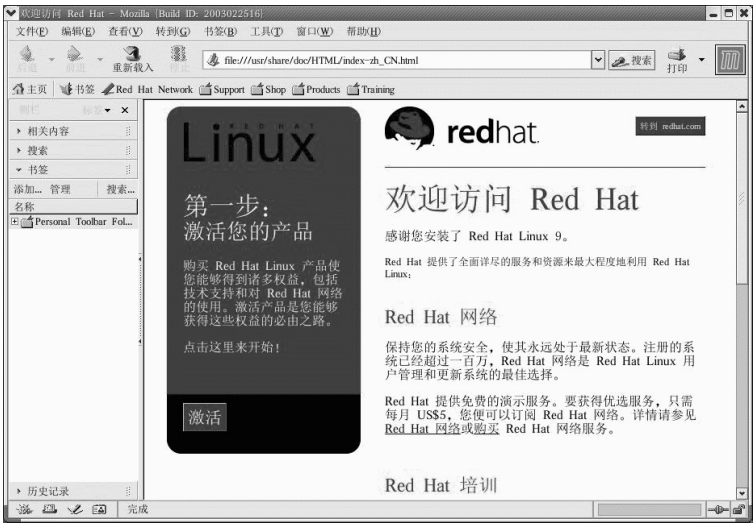 欢迎访问 Red Hat - Mozilla {Build ID: 2003022516}
文件(F) 编辑(E) 查看(V) 转到(G) 书签(B) 工具(T) 窗口(W) 帮助(H)
后退 前进 重新载入 停止 file:///usr/share/doc/HTML/index-zh_CN.html 搜索 打印
主页 书签 Red Hat Network Support Shop Products Training
侧栏 标签
相关内容
搜索
书签
添加... 管理 搜索...
名称
Personal Toolbar Fol...
历史记录
RED HAT
Linux
第一步：
激活您的产品
购买 Red Hat Linux 产品使
您能够得到诸多权益，包括
技术支持和对 Red Hat 网络
的使用。激活产品是您能够
获得这些权益的必由之路。
点击这里来开始！
激活
redhat.
转到 redhat.com
欢迎访问 Red Hat
感谢您安装了 Red Hat Linux 9。
Red Hat 提供了全面详尽的服务和资源来最大程度地利用 Red Hat
Linux：
Red Hat 网络
保持您的系统安全，使其永远处于最新状态。注册的系
统已经超过一百万，Red Hat 网络是 Red Hat Linux 用
户管理和更新系统的最佳选择。
Red Hat 提供免费的演示服务。要获得优选服务，只需
每月 US$5，您便可以订阅 Red Hat 网络。详情请参见
Red Hat 网络或购买 Red Hat 网络服务。
Red Hat 培训
完成